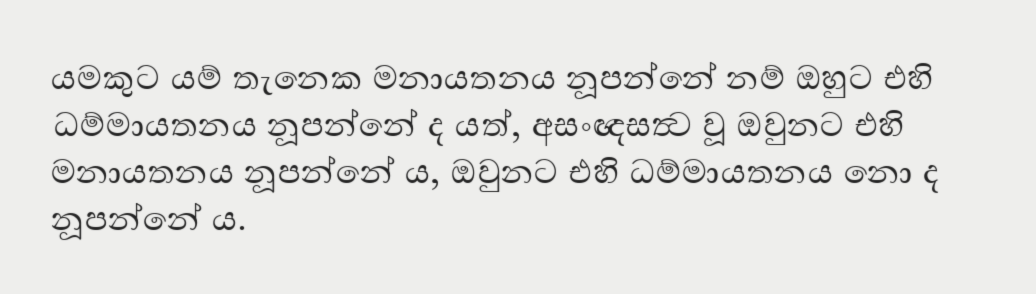 යමකුට යම් තැනෙක මනායතනය නූපන්නේ නම් ඔහුට එහි
ධම්මායතනය නූපන්නේ ද යත්, අසංඥසත්‍ව වූ ඔවුනට එහි
මනායතනය නූපන්නේ ය, ඔවුනට එහි ධම්මායතනය නො ද
නූපන්නේ ය.